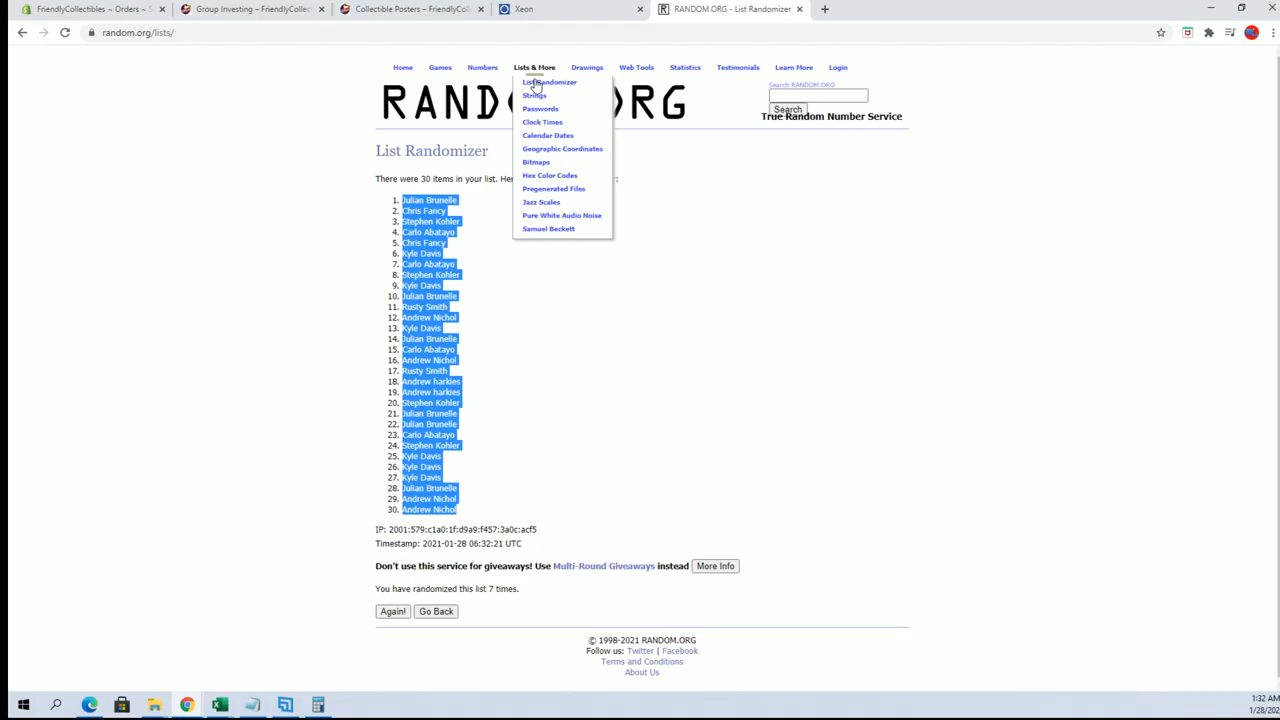 FriendlyCollectibles ~ Orders ~ S
Group Investing – FriendlyCollect
Collectible Posters – FriendlyCol
Xeon
RANDOM.ORG - List Randomizer
random.org/lists/
Home Games Numbers Lists & More Drawings Web Tools Statistics Testimonials Learn More Login
List Randomizer
Strings
Passwords
Clock Times
Calendar Dates
Geographic Coordinates
Bitmaps
Hex Color Codes
Pregenerated Files
Jazz Scales
Pure White Audio Noise
Samuel Beckett
Search RANDOM.ORG
Search
True Random Number Service
List Randomizer
There were 30 items in your list. He
1. Julian Brunelle
2. Chris Fancy
3. Stephen Kohler
4. Carlo Abatayo
5. Chris Fancy
6. Kyle Davis
7. Carlo Abatayo
8. Stephen Kohler
9. Kyle Davis
10. Julian Brunelle
11. Rusty Smith
12. Andrew Nichol
13. Kyle Davis
14. Julian Brunelle
15. Carlo Abatayo
16. Andrew Nichol
17. Rusty Smith
18. Andrew harkies
19. Andrew harkies
20. Stephen Kohler
21. Julian Brunelle
22. Julian Brunelle
23. Carlo Abatayo
24. Stephen Kohler
25. Kyle Davis
26. Kyle Davis
27. Kyle Davis
28. Julian Brunelle
29. Andrew Nichol
30. Andrew Nichol
IP: 2001:579:c1a0:1f:d9a9:f457:3a0c:acf5
Timestamp: 2021-01-28 06:32:21 UTC
Don't use this service for giveaways! Use Multi-Round Giveaways instead More Info
You have randomized this list 7 times.
Again! Go Back
© 1998-2021 RANDOM.ORG
Follow us: Twitter | Facebook
Terms and Conditions
About Us
1:32 AM
1/28/202